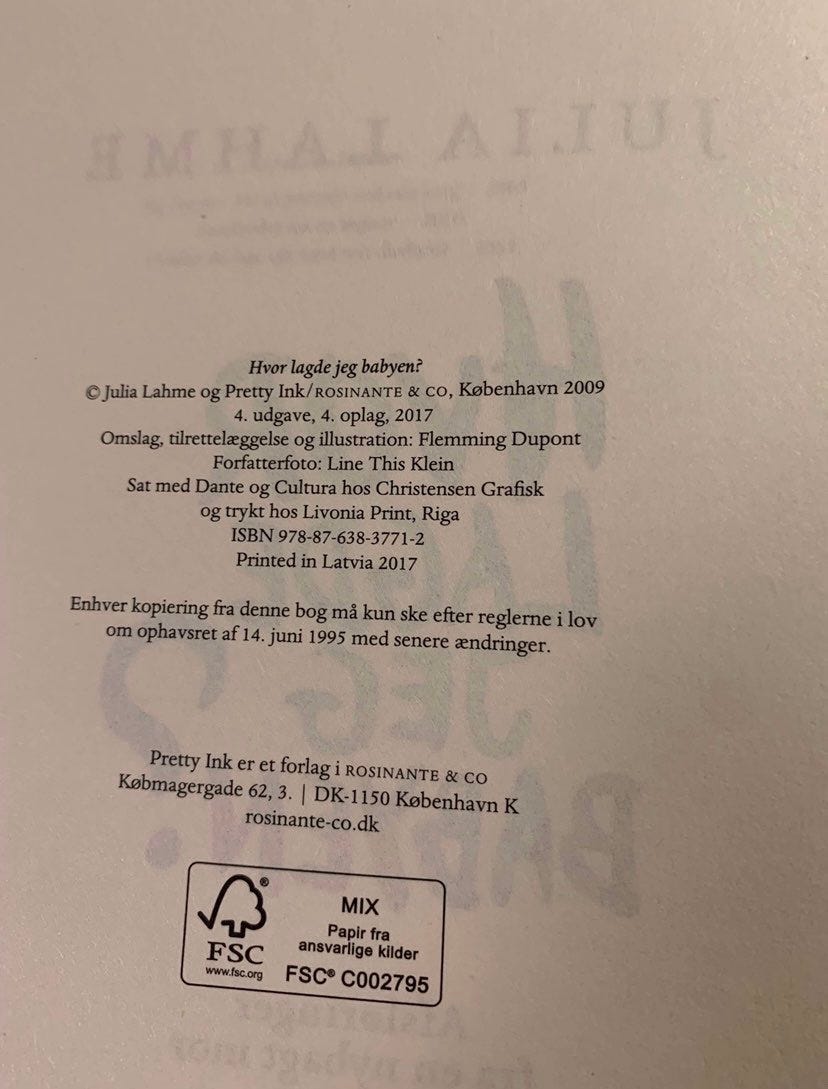 Hvor lagde jeg babyen?
© Julia Lahme og Pretty Ink/ROSINANTE & CO, København 2009
4. udgave, 4. oplag, 2017
Omslag, tilrettelæggelse og illustration: Flemming Dupont
Forfatterfoto: Line This Klein
Sat med Dante og Cultura hos Christensen Grafisk
og trykt hos Livonia Print, Riga
ISBN 978-87-638-3771-2
Printed in Latvia 2017
Enhver kopiering fra denne bog må kun ske efter reglerne i lov
om ophavsret af 14. juni 1995 med senere ændringer.
Pretty Ink er et forlag i ROSINANTE & CO
Købmagergade 62, 3. | DK-1150 København K
rosinante-co.dk
FSC®
www.fsc.org
MIX
Papir fra
ansvarlige kilder
FSC® C002795